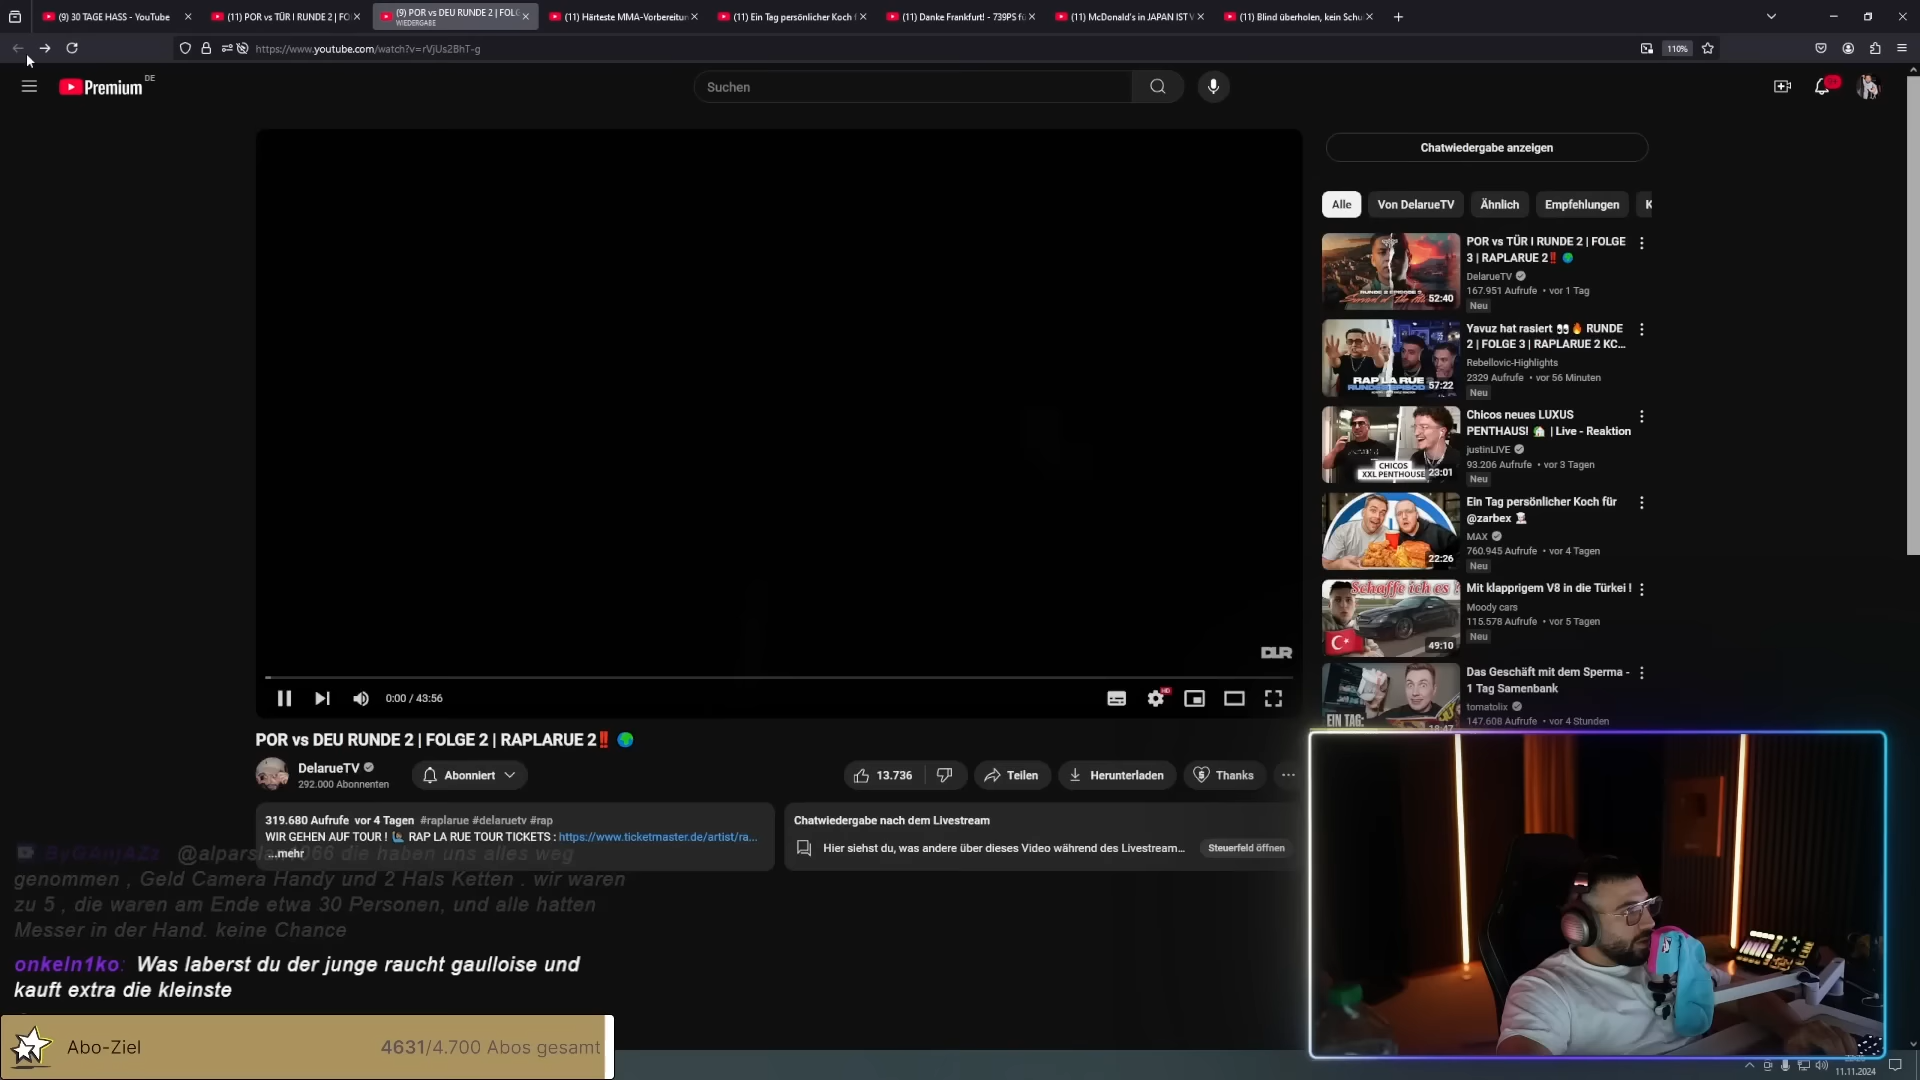 (9) 30 TAGE HASS - YouTube
(11) POR vs TÜR I RUNDE 2 | FO
(9) POR vs DEU RUNDE 2 | FOLG
WIEDERGABE
(11) Härteste MMA-Vorbereitun
(11) Ein Tag persönlicher Koch f
(11) Danke Frankfurt! - 739PS fü
(11) McDonald's in JAPAN IST V
(11) Blind überholen, kein Schu
https://www.youtube.com/watch?v=rVjUs2BhT-g
110%
Premium
DE
Suchen
Chatwiedergabe anzeigen
Alle
Von DelarueTV
Ähnlich
Empfehlungen
K
POR vs TÜR I RUNDE 2 | FOLGE
3 | RAPLARUE 2‼️ 🌍
DelarueTV
167.951 Aufrufe • vor 1 Tag
Neu
52:40
Yavuz hat rasiert 👀🔥 RUNDE
2 | FOLGE 3 | RAPLARUE 2 KC...
Rebellovic-Highlights
2329 Aufrufe • vor 56 Minuten
Neu
RAP LA RUE
57:22
Chicos neues LUXUS
PENTHAUS! 🏠 | Live - Reaktion
justinLIVE
93.206 Aufrufe • vor 3 Tagen
Neu
CHICOS
XXL PENTHOUSE
23:01
Ein Tag persönlicher Koch für
@zarbex 👨‍🍳
MAX
760.945 Aufrufe • vor 4 Tagen
Neu
22:26
Schaffe ich es ?
Mit klapprigem V8 in die Türkei !
Moody cars
115.578 Aufrufe • vor 5 Tagen
Neu
49:10
Das Geschäft mit dem Sperma -
1 Tag Samenbank
tomatolix
147.608 Aufrufe • vor 4 Stunden
EIN TAG:
DLR
0:00 / 43:56
HD
POR vs DEU RUNDE 2 | FOLGE 2 | RAPLARUE 2‼️ 🌍
DelarueTV
292.000 Abonnenten
Abonniert
13.736
Teilen
Herunterladen
Thanks
319.680 Aufrufe vor 4 Tagen #raplarue #delaruetv #rap
WIR GEHEN AUF TOUR ! RAP LA RUE TOUR TICKETS : https://www.ticketmaster.de/artist/ra...
...mehr
Chatwiedergabe nach dem Livestream
Hier siehst du, was andere über dieses Video während des Livestream...
Steuerfeld öffnen
die haben uns alles weg
genommen , Geld Camera Handy und 2 Hals Ketten . wir waren
zu 5 , die waren am Ende etwa 30 Personen, und alle hatten
Messer in der Hand. keine Chance
onkeln1ko: Was laberst du der junge raucht gaulloise und
kauft extra die kleinste
Abo-Ziel
4631/4.700 Abos gesamt
11.11.2024